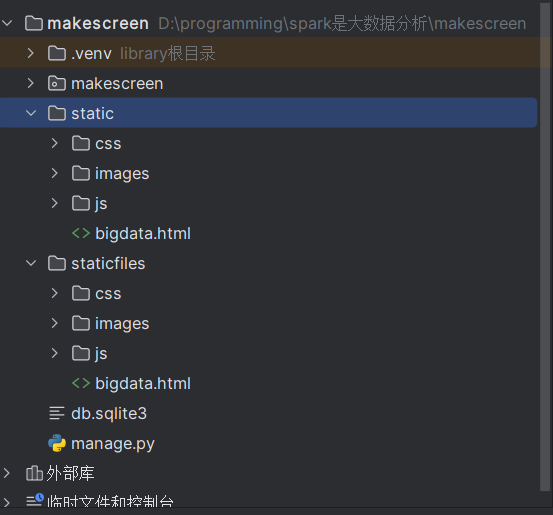 makescreen D:\programming\spark是大数据分析\makescreen
.venv library根目录
makescreen
static
css
images
js
<> bigdata.html
staticfiles
css
images
js
<> bigdata.html
db.sqlite3
manage.py
外部库
临时文件和控制台